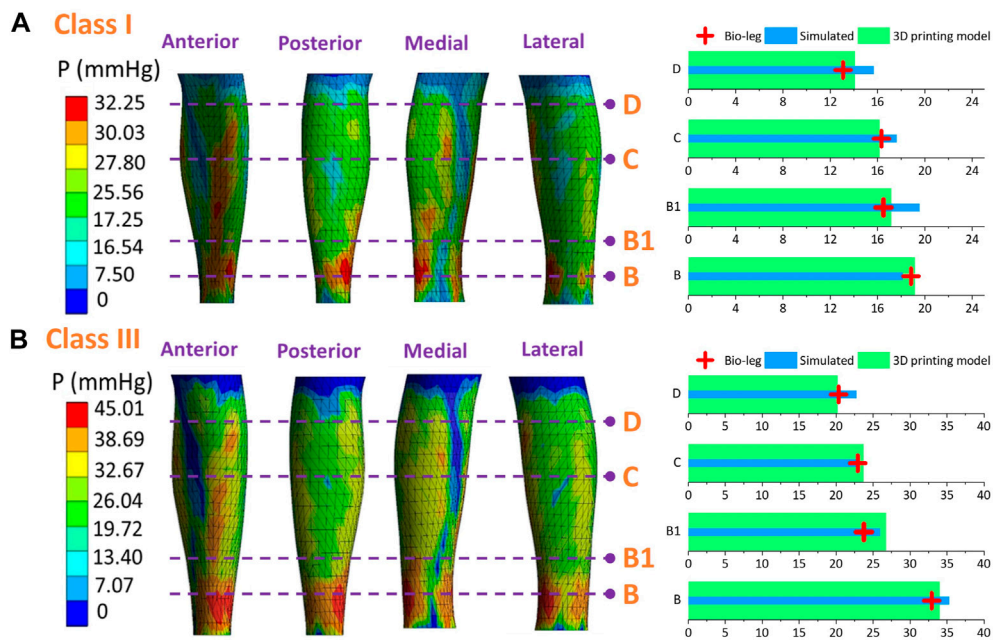 A Class I
Anterior Posterior Medial Lateral
P (mmHg)
32.25
30.03
27.80
25.56
17.25
16.54
7.50
0
D
C
B1
B
Bio-leg Simulated 3D printing model
D
0 4 8 12 16 20 24
C
0 4 8 12 16 20 24
B1
0 4 8 12 16 20 24
B
0 4 8 12 16 20 24
B Class III
Anterior Posterior Medial Lateral
P (mmHg)
45.01
38.69
32.67
26.04
19.72
13.40
7.07
0
D
C
B1
B
Bio-leg Simulated 3D printing model
D
0 5 10 15 20 25 30 35 40
C
0 5 10 15 20 25 30 35 40
B1
0 5 10 15 20 25 30 35 40
B
0 5 10 15 20 25 30 35 40